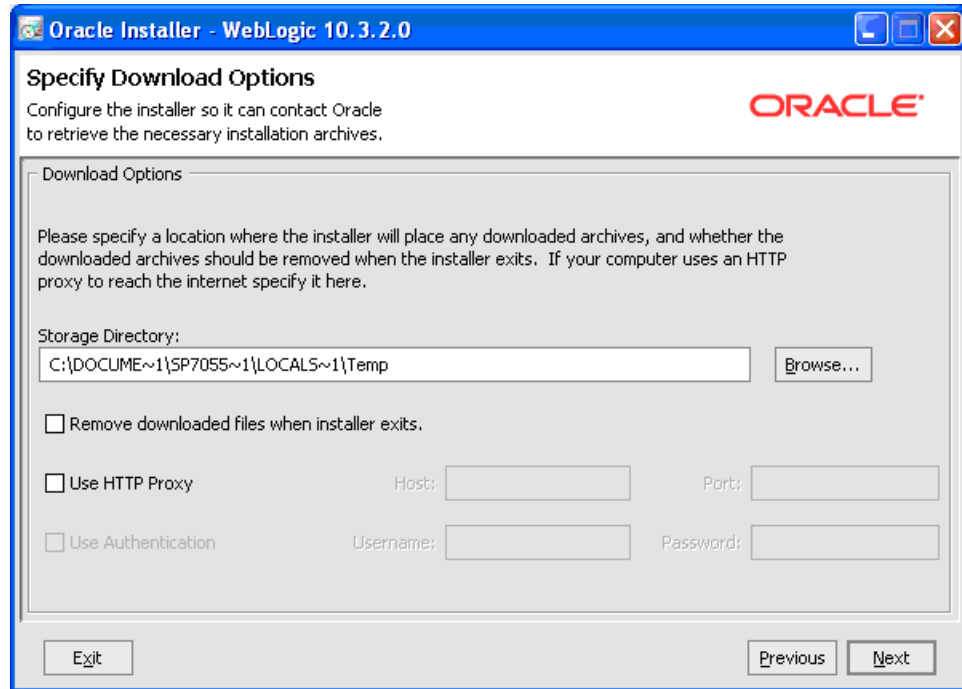 Oracle Installer - WebLogic 10.3.2.0
Specify Download Options
Configure the installer so it can contact Oracle
to retrieve the necessary installation archives.
ORACLE
Download Options
Please specify a location where the installer will place any downloaded archives, and whether the
downloaded archives should be removed when the installer exits.  If your computer uses an HTTP
proxy to reach the internet specify it here.
Storage Directory:
C:\DOCUME~1\SP7055~1\LOCALS~1\Temp
Browse...
Remove downloaded files when installer exits.
Use HTTP Proxy Host: Port:
Use Authentication Username: Password:
Exit Previous Next